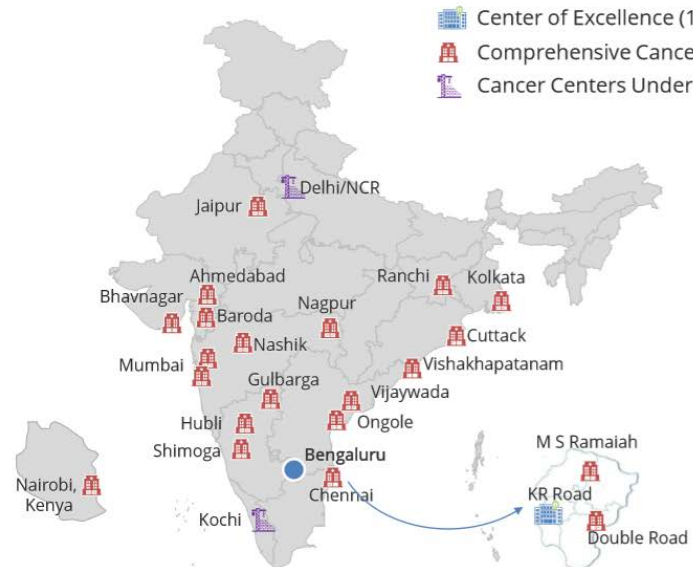 Center of Excellence (1
Comprehensive Cance
Cancer Centers Under
Delhi/NCR
Jaipur
Ahmedabad
Ranchi
Kolkata
Bhavnagar
Baroda
Nagpur
Cuttack
Nashik
Mumbai
Vishakhapatanam
Gulbarga
Vijaywada
Hubli
Ongole
Shimoga
Bengaluru
M S Ramaiah
Nairobi,
Kenya
Chennai
KR Road
Kochi
Double Road